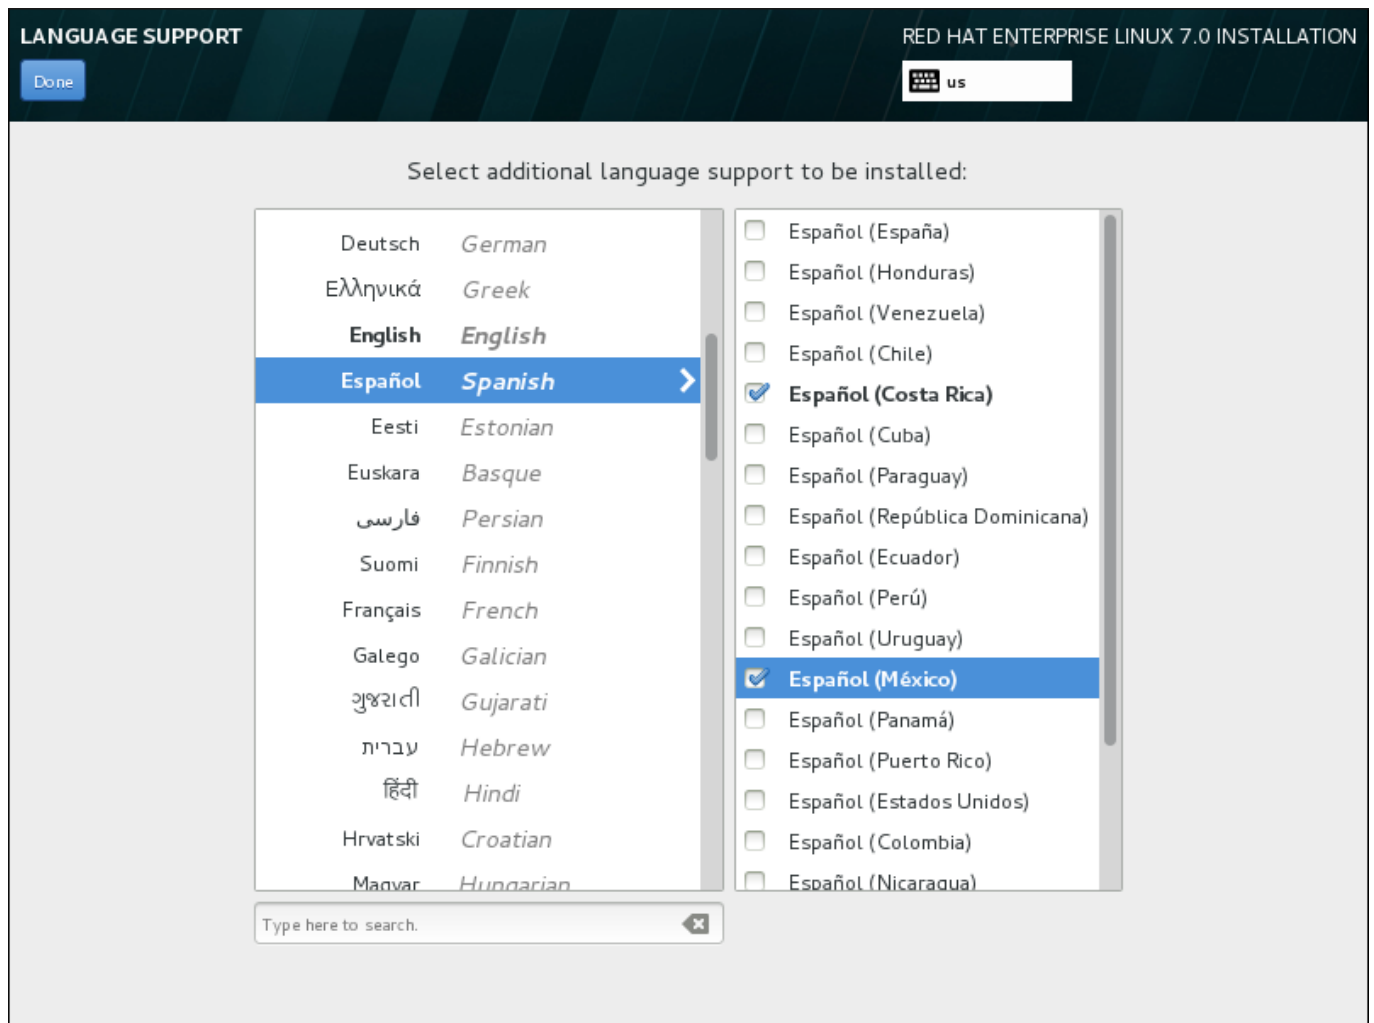 LANGUAGE SUPPORT
RED HAT ENTERPRISE LINUX 7.0 INSTALLATION
Done
us
Select additional language support to be installed:
Deutsch German
Ελληνικά Greek
English English
Español Spanish
Eesti Estonian
Euskara Basque
فارسی Persian
Suomi Finnish
Français French
Galego Galician
ગુજરાતી Gujarati
עברית Hebrew
हिंदी Hindi
Hrvatski Croatian
Magyar Hungarian
Type here to search.
Español (España)
Español (Honduras)
Español (Venezuela)
Español (Chile)
Español (Costa Rica)
Español (Cuba)
Español (Paraguay)
Español (República Dominicana)
Español (Ecuador)
Español (Perú)
Español (Uruguay)
Español (México)
Español (Panamá)
Español (Puerto Rico)
Español (Estados Unidos)
Español (Colombia)
Español (Nicaragua)